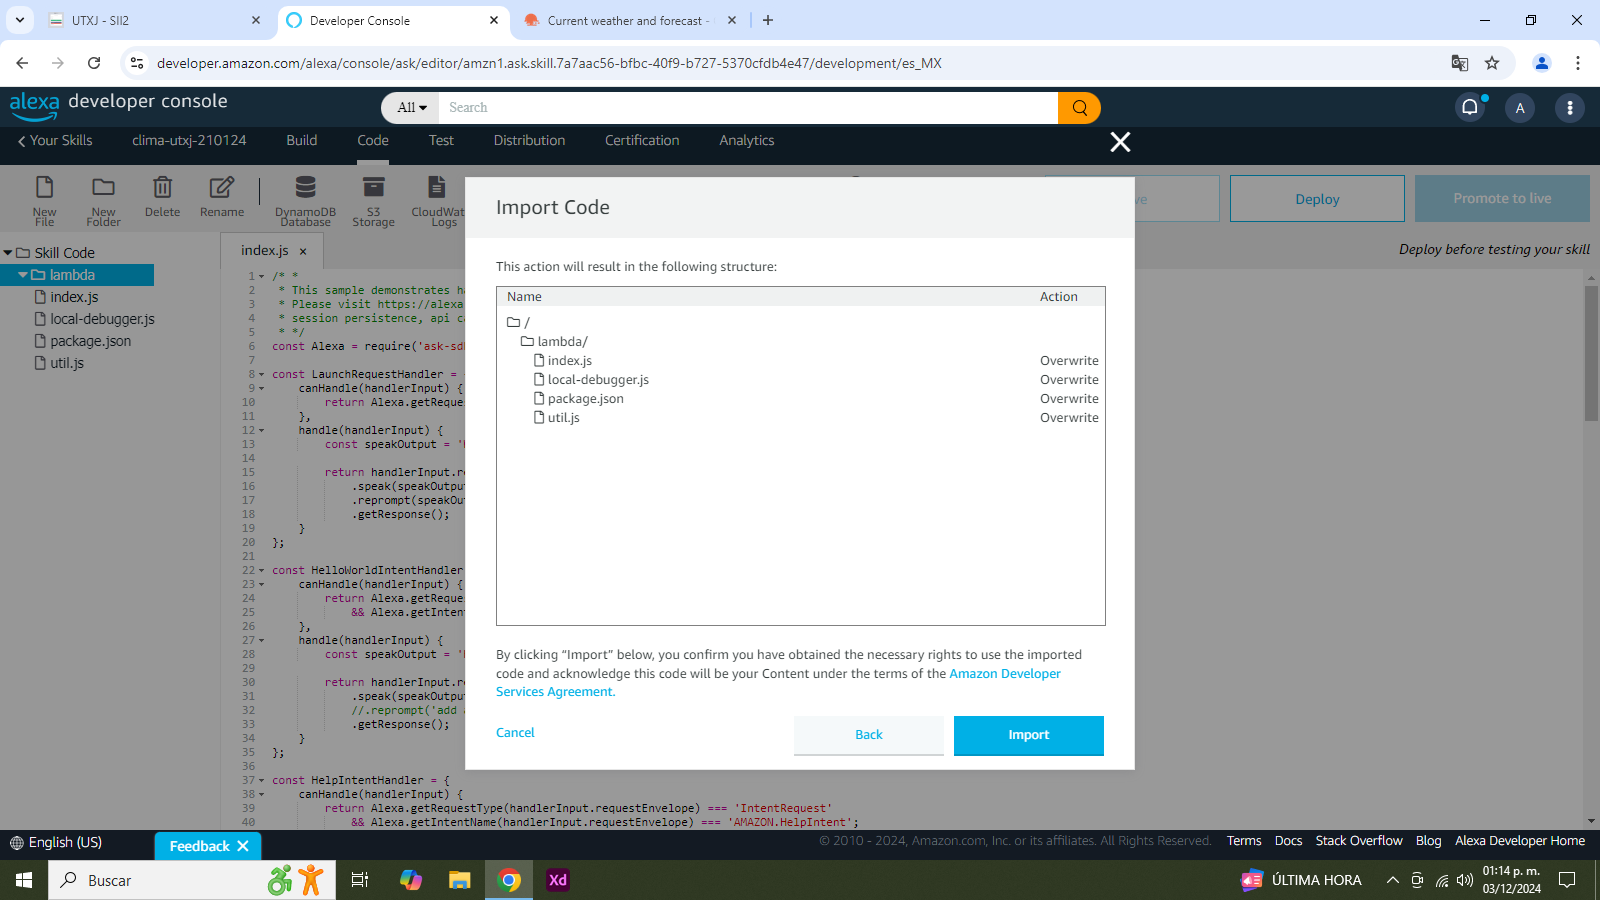 UTXJ - SII2
Developer Console
Current weather and forecast -
developer.amazon.com/alexa/console/ask/editor/amzn1.ask.skill.7a7aac56-bfbc-40f9-b727-5370cfdb4e47/development/es_MX
alexa developer console
All
Search
A
Your Skills
clima-utxj-210124
Build
Code
Test
Distribution
Certification
Analytics
New File
New Folder
Delete
Rename
DynamoDB Database
S3 Storage
CloudWat
Logs
Deploy
Promote to live
Deploy before testing your skill
Skill Code
lambda
index.js
local-debugger.js
package.json
util.js
index.js
1 /* *
2 * This sample demonstrates ha
3 * Please visit https://alexa
4 * session persistence, api ca
5 * */
6 const Alexa = require('ask-sd
7
8 const LaunchRequestHandler =
9 canHandle(handlerInput) {
10 return Alexa.getReque
11 },
12 handle(handlerInput) {
13 const speakOutput = '
14
15 return handlerInput.re
16 .speak(speakOutput
17 .reprompt(speakOut
18 .getResponse();
19 }
20 };
21
22 const HelloWorldIntentHandler
23 canHandle(handlerInput) {
24 return Alexa.getReque
25 && Alexa.getInten
26 },
27 handle(handlerInput) {
28 const speakOutput = '
29
30 return handlerInput.re
31 .speak(speakOutput
32 //.reprompt('add a
33 .getResponse();
34 }
35 };
36
37 const HelpIntentHandler = {
38 canHandle(handlerInput) {
39 return Alexa.getRequestType(handlerInput.requestEnvelope) === 'IntentRequest'
40 && Alexa.getIntentName(handlerInput.requestEnvelope) === 'AMAZON.HelpIntent';
Import Code
This action will result in the following structure:
Name Action
/
lambda/
index.js Overwrite
local-debugger.js Overwrite
package.json Overwrite
util.js Overwrite
By clicking “Import” below, you confirm you have obtained the necessary rights to use the imported
code and acknowledge this code will be your Content under the terms of the Amazon Developer
Services Agreement.
Cancel
Back
Import
English (US)
Feedback
© 2010 - 2024, Amazon.com, Inc. or its affiliates. All Rights Reserved.
Terms
Docs
Stack Overflow
Blog
Alexa Developer Home
Buscar
Xd
ÚLTIMA HORA
01:14 p. m.
03/12/2024